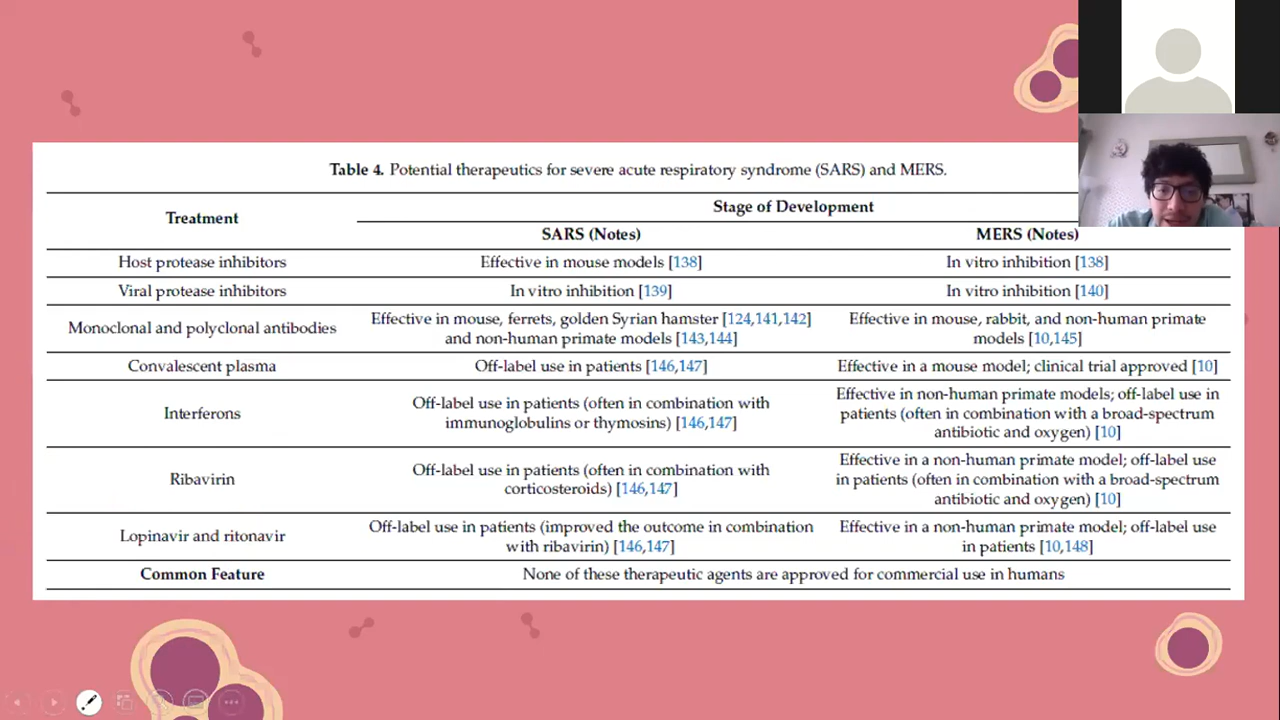 Table 4. Potential therapeutics for severe acute respiratory syndrome (SARS) and MERS.
Treatment
Stage of Development
SARS (Notes)
MERS (Notes)
Host protease inhibitors
Effective in mouse models [138]
In vitro inhibition [138]
Viral protease inhibitors
In vitro inhibition [139]
In vitro inhibition [140]
Monoclonal and polyclonal antibodies
Effective in mouse, ferrets, golden Syrian hamster [124,141,142]
and non-human primate models [143,144]
Effective in mouse, rabbit, and non-human primate
models [10,145]
Convalescent plasma
Off-label use in patients [146,147]
Effective in a mouse model; clinical trial approved [10]
Interferons
Off-label use in patients (often in combination with
immunoglobulins or thymosins) [146,147]
Effective in non-human primate models; off-label use in
patients (often in combination with a broad-spectrum
antibiotic and oxygen) [10]
Ribavirin
Off-label use in patients (often in combination with
corticosteroids) [146,147]
Effective in a non-human primate model; off-label use
in patients (often in combination with a broad-spectrum
antibiotic and oxygen) [10]
Lopinavir and ritonavir
Off-label use in patients (improved the outcome in combination
with ribavirin) [146,147]
Effective in a non-human primate model; off-label use
in patients [10,148]
Common Feature
None of these therapeutic agents are approved for commercial use in humans